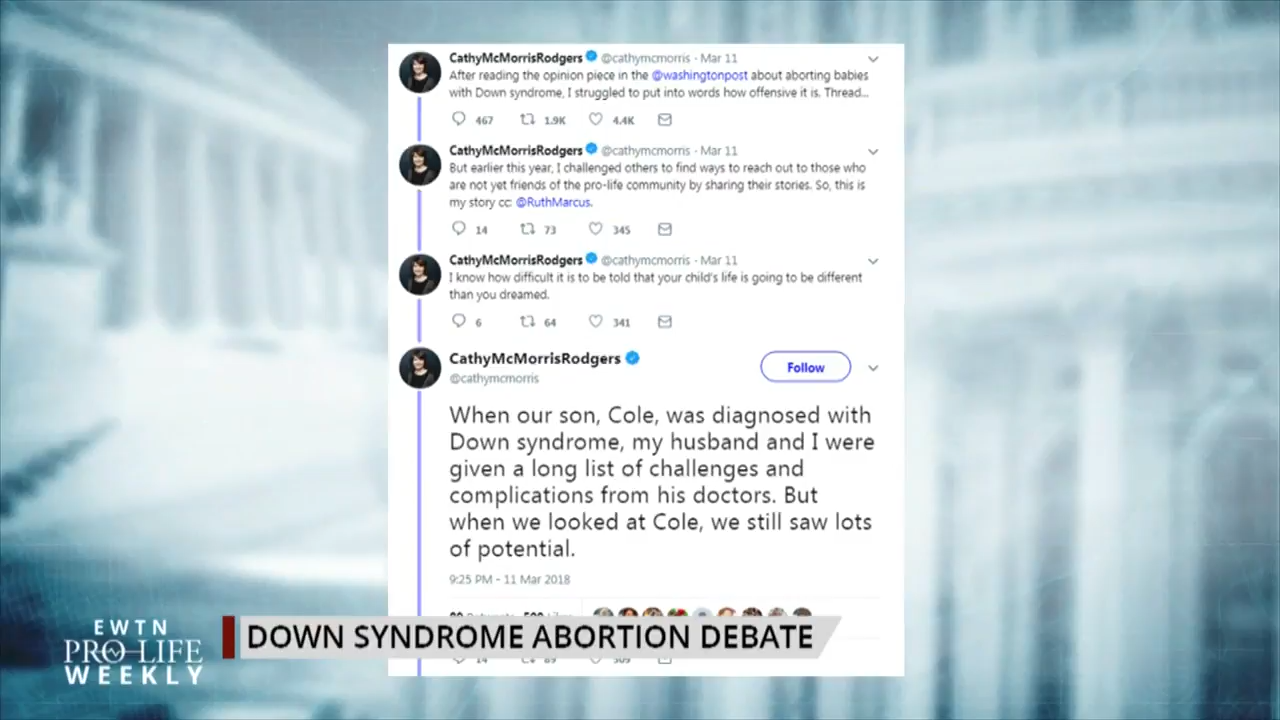 CathyMcMorrisRodgers @cathymcmorris · Mar 11
After reading the opinion piece in the @washingtonpost about aborting babies
with Down syndrome, I struggled to put into words how offensive it is. Thread...
467 1.9K 4.4K
CathyMcMorrisRodgers @cathymcmorris · Mar 11
But earlier this year, I challenged others to find ways to reach out to those who
are not yet friends of the pro-life community by sharing their stories. So, this is
my story cc: @RuthMarcus.
14 73 345
CathyMcMorrisRodgers @cathymcmorris · Mar 11
I know how difficult it is to be told that your child's life is going to be different
than you dreamed.
6 64 341
CathyMcMorrisRodgers
Follow
@cathymcmorris
When our son, Cole, was diagnosed with
Down syndrome, my husband and I were
given a long list of challenges and
complications from his doctors. But
when we looked at Cole, we still saw lots
of potential.
9:25 PM - 11 Mar 2018
EWTN
PRO-LIFE
WEEKLY
DOWN SYNDROME ABORTION DEBATE